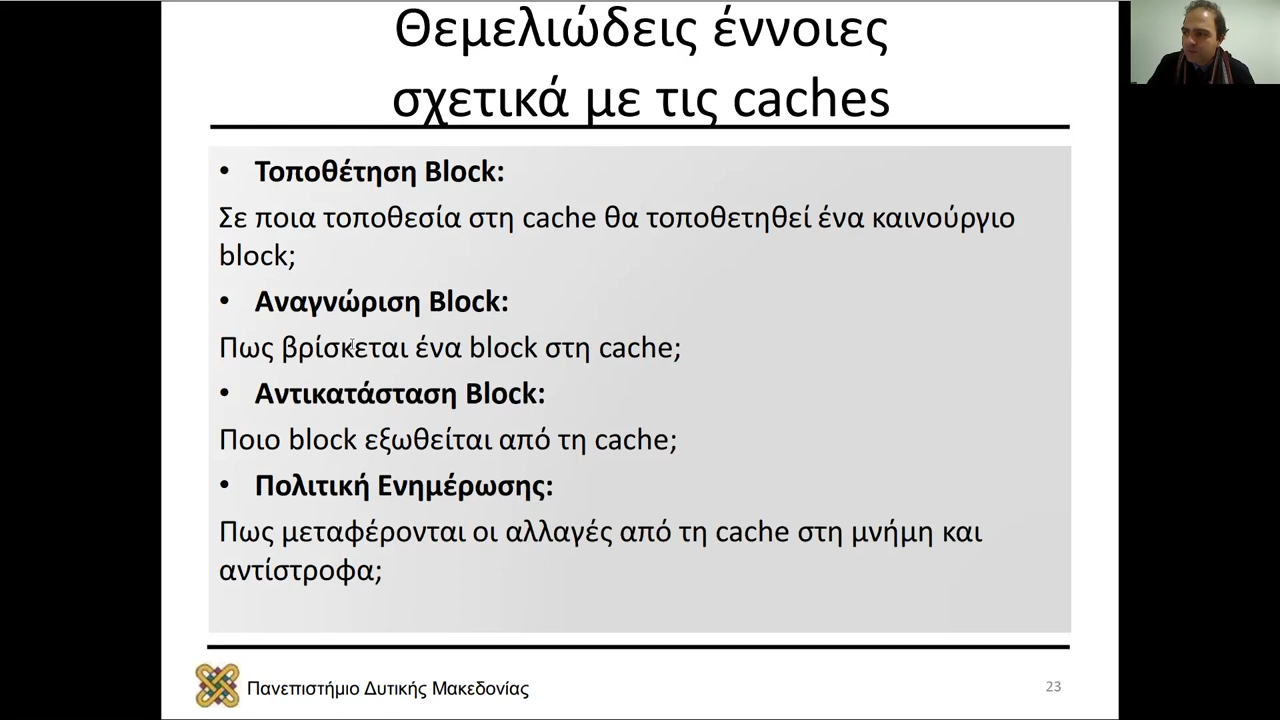 Θεμελιώδεις έννοιες
σχετικά με τις caches
• Τοποθέτηση Block:
Σε ποια τοποθεσία στη cache θα τοποθετηθεί ένα καινούργιο
block;
• Αναγνώριση Block:
Πως βρίσκεται ένα block στη cache;
• Αντικατάσταση Block:
Ποιο block εξωθείται από τη cache;
• Πολιτική Ενημέρωσης:
Πως μεταφέρονται οι αλλαγές από τη cache στη μνήμη και
αντίστροφα;
Πανεπιστήμιο Δυτικής Μακεδονίας
23